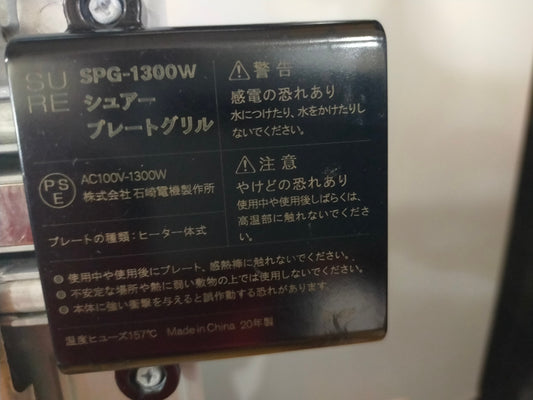 SU
RE
SPG-1300W
シュアー
プレートグリル
PS
E
AC100V-1300W
株式会社 石崎電機製作所
プレートの種類：ヒーター体式
⚠警告
感電の恐れあり
水につけたり、水をかけたりし
ないでください。
⚠注意
やけどの恐れあり
使用中や使用後しばらくは、
高温部に触れないでくださ
い。
使用中や使用後にプレート、感熱棒に触れないでください。
不安定な場所や熱に弱い敷物の上では使用しないでください。
本体に強い衝撃を与えると誤作動する恐れがあります。
温度ヒューズ157℃ Made in China 20年製